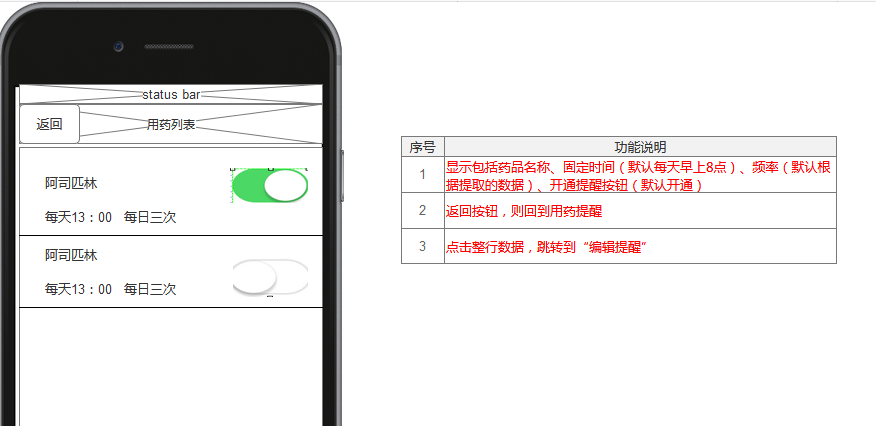 status bar
返回
用药列表
阿司匹林
每天13：00 每日三次
阿司匹林
每天13：00 每日三次
序号 功能说明
1 显示包括药品名称、固定时间（默认每天早上8点）、频率（默认根
据提取的数据）、开通提醒按钮（默认开通）
2 返回按钮，则回到用药提醒
3 点击整行数据，跳转到“编辑提醒”